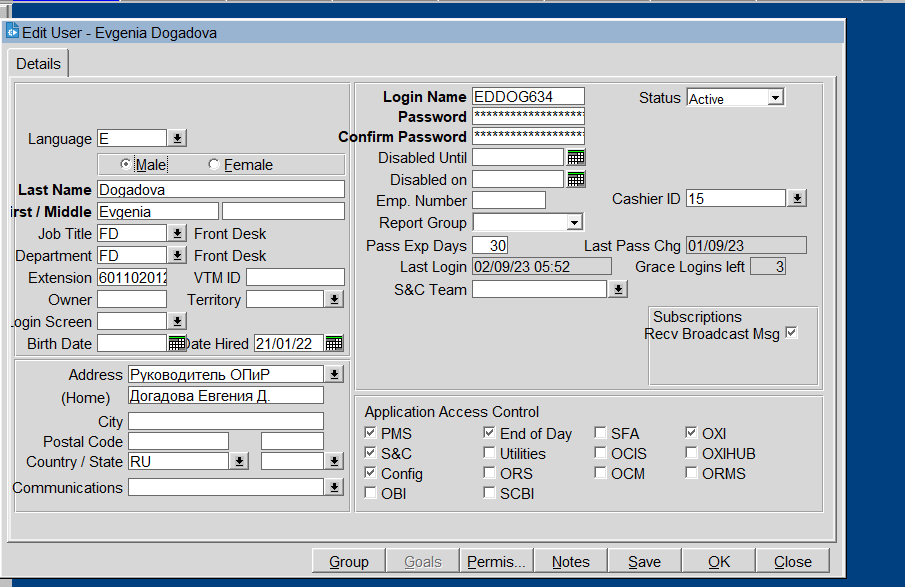 Edit User - Evgenia Dogadova
Details
Language E
Male Female
Last Name Dogadova
irst / Middle Evgenia
Job Title FD Front Desk
Department FD Front Desk
Extension 601102012 VTM ID
Owner Territory
ogin Screen
Birth Date Date Hired 21/01/22
Address Руководитель ОПиР
(Home) Догадова Евгения Д.
City
Postal Code
Country / State RU
Communications
Login Name EDDOG634 Status Active
Password ******************
Confirm Password ******************
Disabled Until
Disabled on
Emp. Number Cashier ID 15
Report Group
Pass Exp Days 30 Last Pass Chg 01/09/23
Last Login 02/09/23 05:52 Grace Logins left 3
S&C Team
Subscriptions
Recv Broadcast Msg
Application Access Control
PMS End of Day SFA OXI
S&C Utilities OCIS OXIHUB
Config ORS OCM ORMS
OBI SCBI
Group Goals Permis... Notes Save OK Close